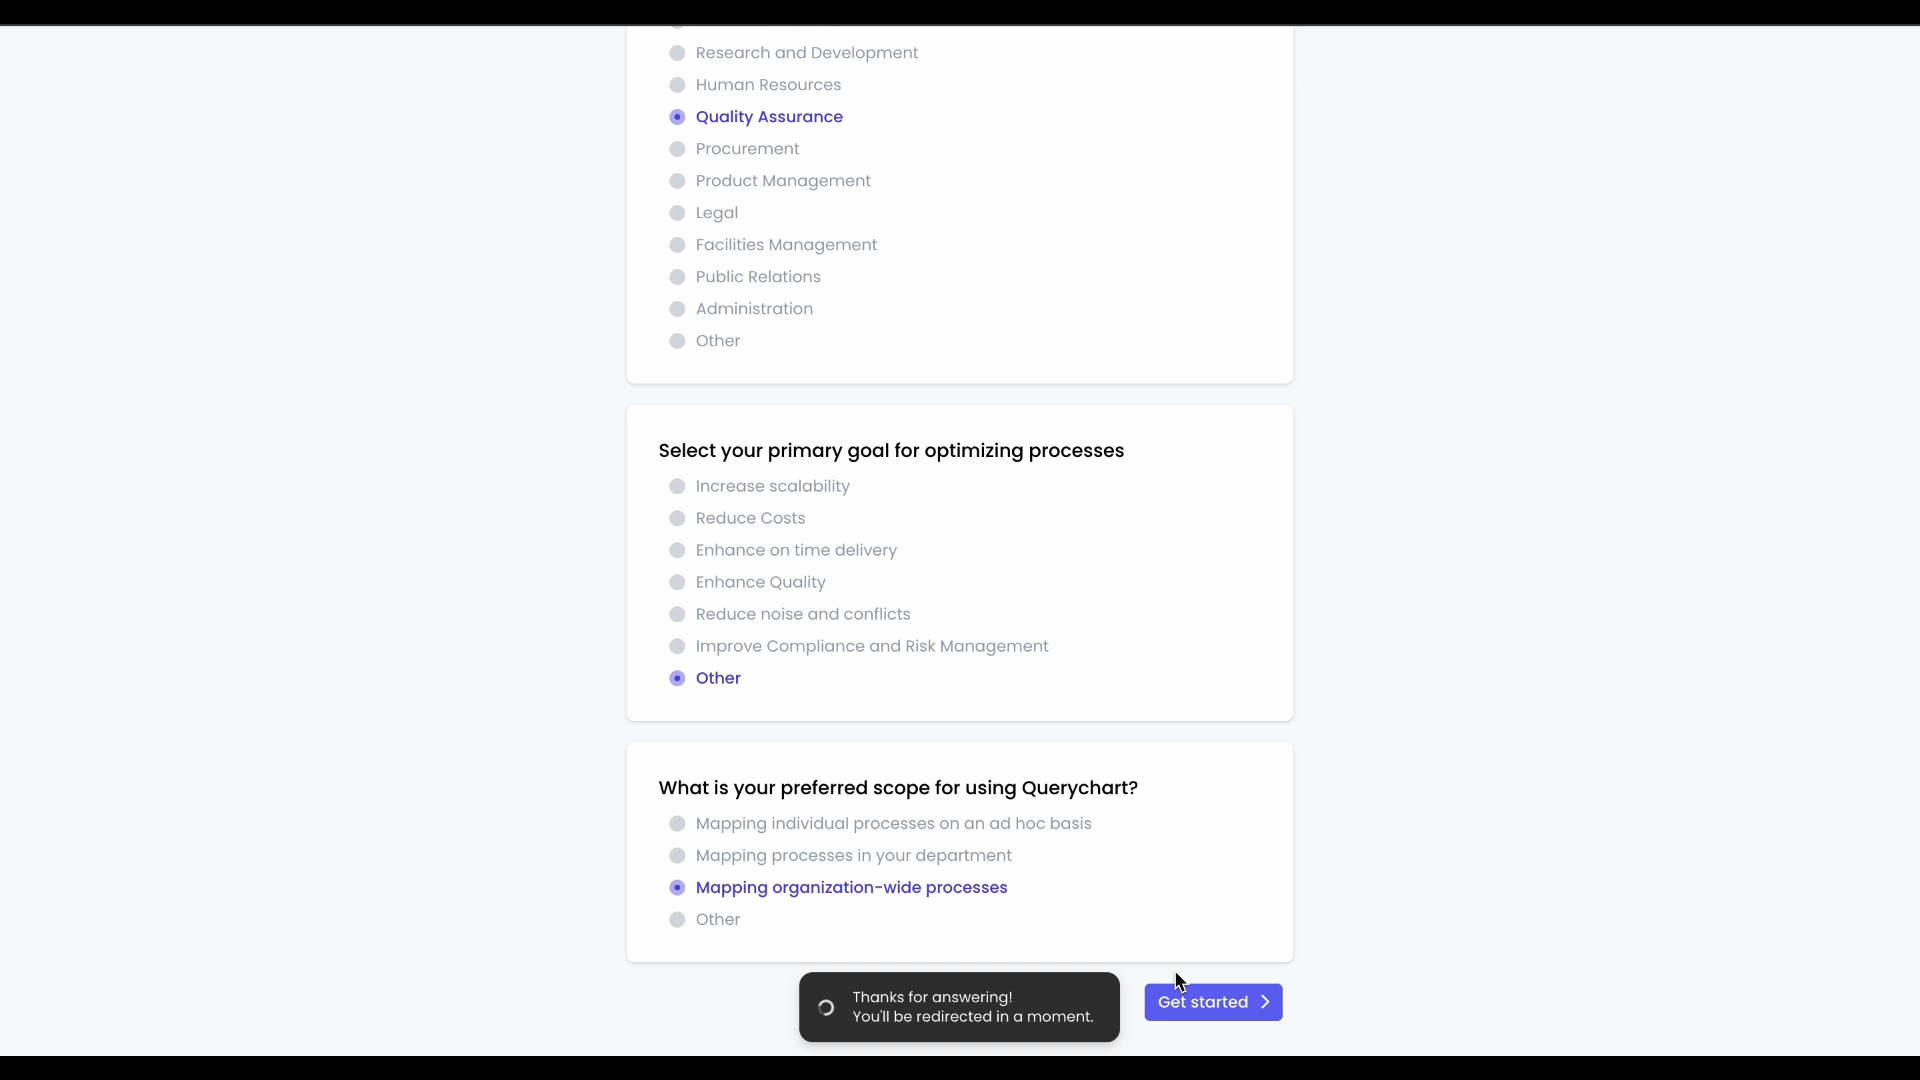 Research and Development
Human Resources
Quality Assurance
Procurement
Product Management
Legal
Facilities Management
Public Relations
Administration
Other
Select your primary goal for optimizing processes
Increase scalability
Reduce Costs
Enhance on time delivery
Enhance Quality
Reduce noise and conflicts
Improve Compliance and Risk Management
Other
What is your preferred scope for using Querychart?
Mapping individual processes on an ad hoc basis
Mapping processes in your department
Mapping organization-wide processes
Other
Thanks for answering!
You'll be redirected in a moment.
Get started